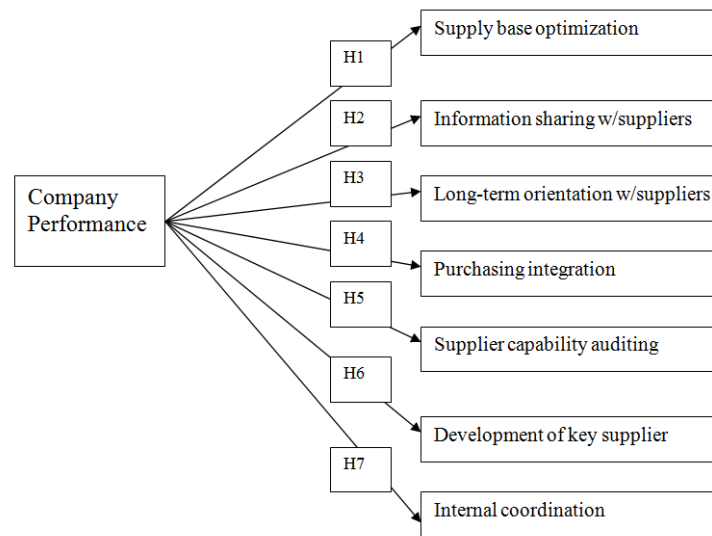 Supply base optimization
H1
H2
Information sharing w/suppliers
H3
Long-term orientation w/suppliers
Company
Performance
H4
Purchasing integration
H5
Supplier capability auditing
H6
Development of key supplier
H7
Internal coordination